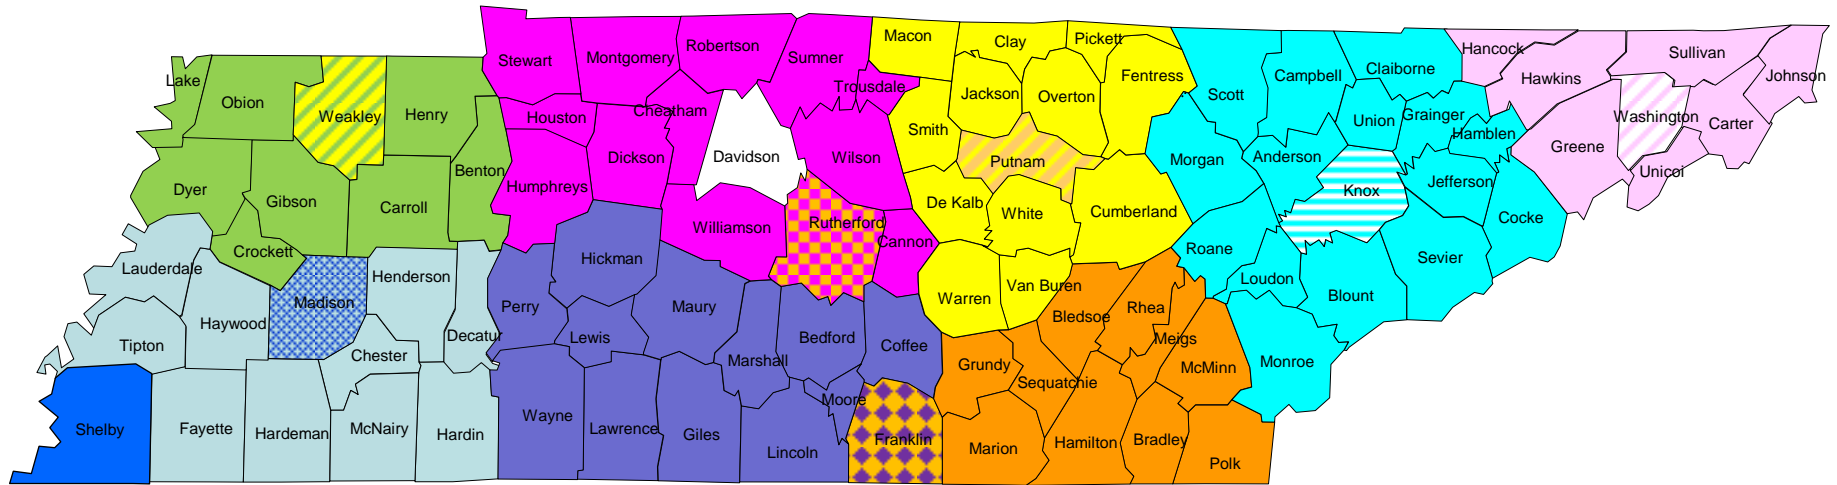 Lake
Obion
Weakley
Henry
Stewart
Montgomery
Robertson
Sumner
Macon
Clay
Pickett
Trousdale
Jackson
Overton
Fentress
Scott
Campbell
Claiborne
Hancock
Hawkins
Sullivan
Johnson
Houston
Cheatham
Smith
Union
Grainger
Hamblen
Washington
Carter
Dickson
Davidson
Wilson
Putnam
Morgan
Anderson
Greene
Unicoi
Dyer
Gibson
Carroll
Benton
Humphreys
Williamson
Rutherford
Cannon
De Kalb
White
Cumberland
Roane
Knox
Jefferson
Cocke
Crockett
Lauderdale
Madison
Henderson
Hickman
Warren
Van Buren
Loudon
Blount
Sevier
Haywood
Perry
Maury
Bledsoe
Rhea
Meigs
Tipton
Chester
Decatur
Lewis
Marshall
Bedford
Coffee
Grundy
Sequatchie
McMinn
Monroe
Shelby
Fayette
Hardeman
McNairy
Hardin
Wayne
Lawrence
Giles
Lincoln
Moore
Franklin
Marion
Hamilton
Bradley
Polk